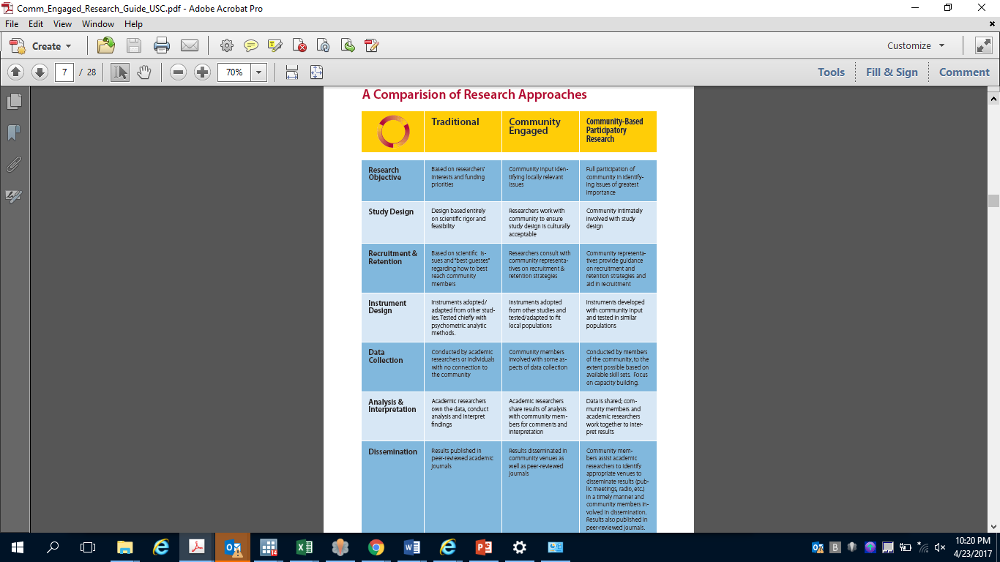 Comm_Engaged_Research_Guide_USC.pdf - Adobe Acrobat Pro
File Edit View Window Help
Create
Customize
7 / 28
70%
Tools Fill & Sign Comment
A Comparision of Research Approaches
Traditional
Community
Engaged
Community-Based
Participatory
Research
Research
Objective
Based on researchers'
interests and funding
priorities
Community input iden-
tifying locally relevant
issues
Full participation of
community in identify-
ing issues of greatest
importance
Study Design
Design based entirely
on scientific rigor and
feasibility
Researchers work with
community to ensure
study design is culturally
acceptable
Community intimately
involved with study
design
Recruitment &
Retention
Based on scientific is-
sues and "best guesses"
regarding how to best
reach community
members
Researchers consult with
community representa-
tives on recruitment &
retention strategies
Community representa-
tives provide guidance
on recruitment and
retention strategies and
aid in recruitment
Instrument
Design
Instruments adopted/
adapted from other stud-
ies. Tested chiefly with
psychometric analytic
methods.
Instruments adopted
from other studies and
tested/adapted to fit
local populations
Instruments developed
with community input
and tested in similar
populations
Data
Collection
Conducted by academic
researchers or individuals
with no connection to
the community
Community members
involved with some as-
pects of data collection
Conducted by members
of the community, to the
extent possible based on
available skill sets. Focus
on capacity building.
Analysis &
Interpretation
Academic researchers
own the data, conduct
analysis and interpret
findings
Academic researchers
share results of analysis
with community mem-
bers for comments and
interpretation
Data is shared; com-
munity members and
academic researchers
work together to inter-
pret results
Dissemination
Results published in
peer-reviewed academic
journals
Results disseminated in
community venues as
well as peer-reviewed
journals
Community mem-
bers assist academic
researchers to identify
appropriate venues to
disseminate results (pub-
lic meetings, radio, etc.)
in a timely manner and
community members in-
volved in dissemination.
Results also published in
peer-reviewed journals.
14
10:20 PM
4/23/2017